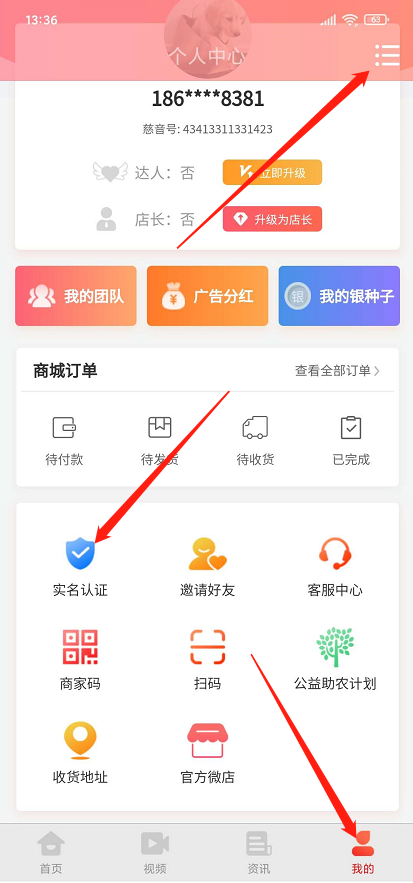 13:36
63
个人中心
186****8381
慈音号: 43413311331423
达人: 否
立即升级
店长: 否
升级为店长
我的团队
广告分红
银
我的银种子
商城订单
查看全部订单
待付款
待发货
待收货
已完成
实名认证
邀请好友
客服中心
商家码
扫码
公益助农计划
收货地址
官方微店
首页
视频
资讯
我的